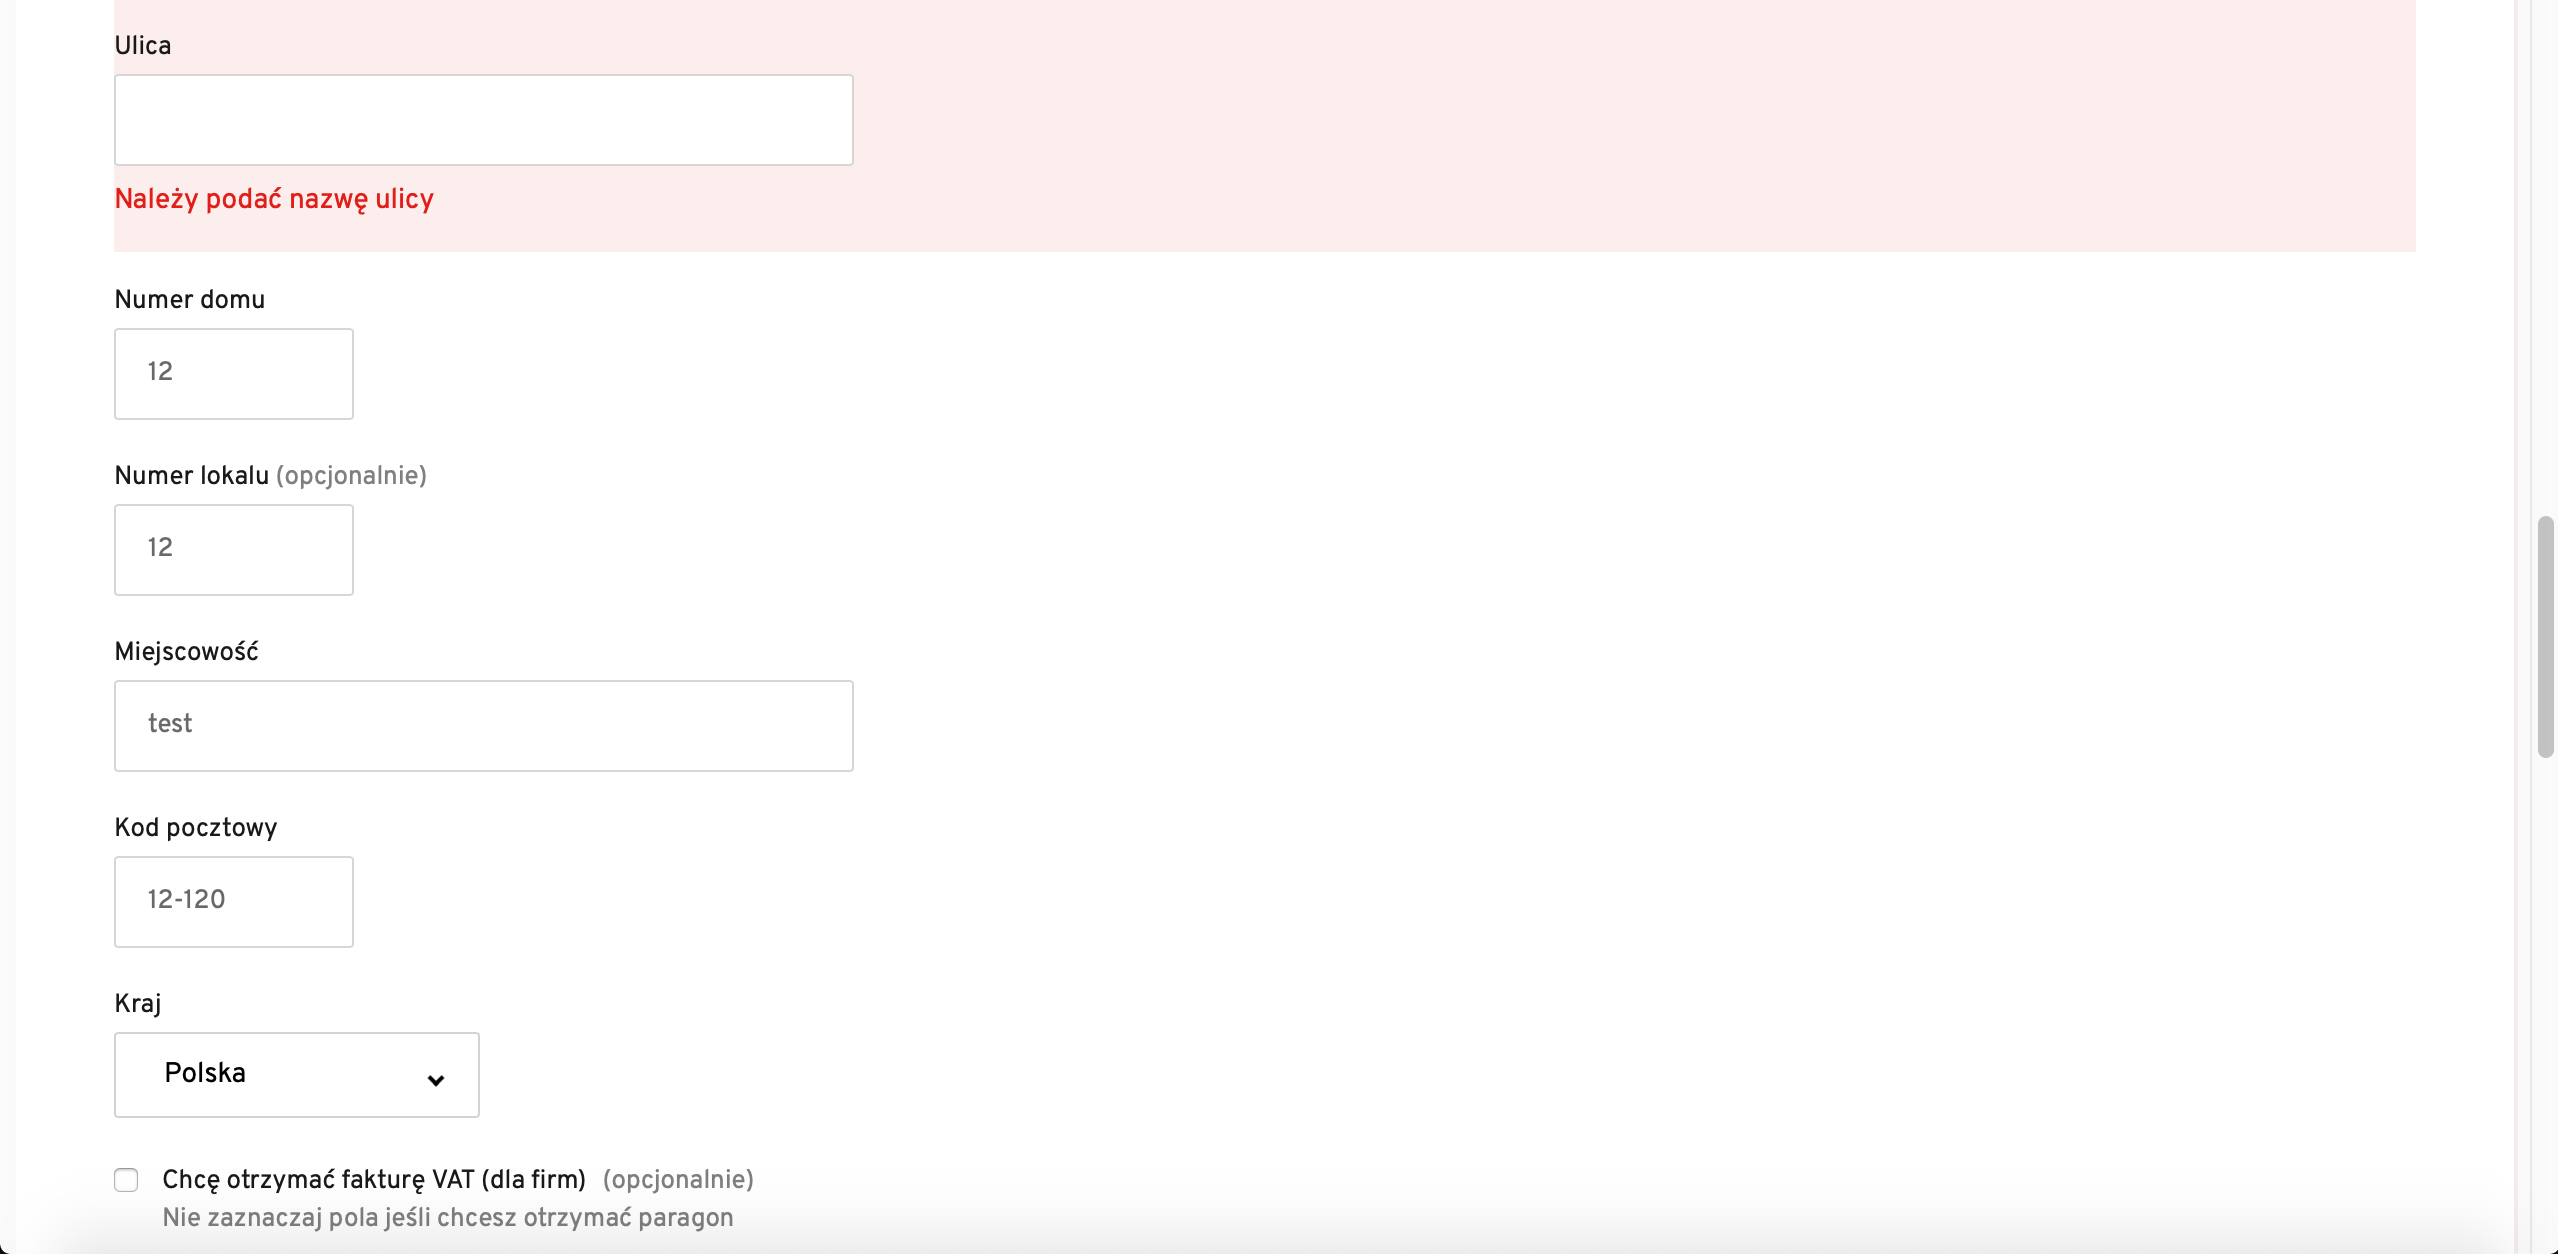 Ulica
Należy podać nazwę ulicy
Numer domu
12
Numer lokalu (opcjonalnie)
12
Miejscowość
test
Kod pocztowy
12-120
Kraj
Polska
Chcę otrzymać fakturę VAT (dla firm) (opcjonalnie)
Nie zaznaczaj pola jeśli chcesz otrzymać paragon